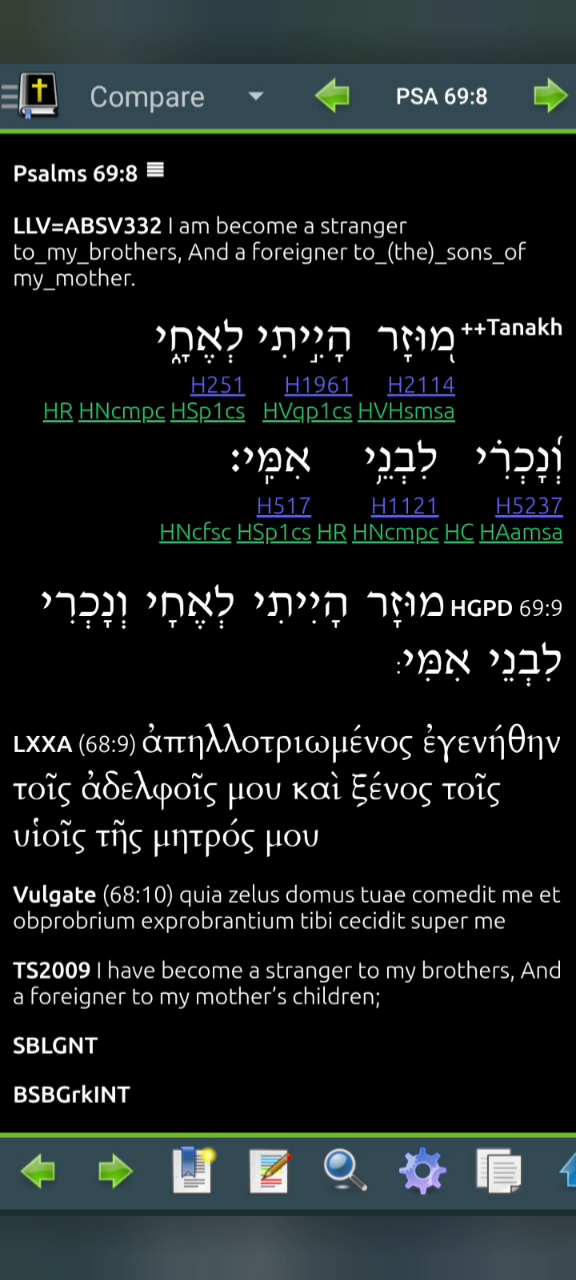 Compare
PSA 69:8
Psalms 69:8
LLV=ABSV332 I am become a stranger
to_my_brothers, And a foreigner to_(the)_sons_of
my_mother.
++Tanakh מ֭וּזָר הָיִ֣יתִי לְאֶחָ֑י
H2114 H1961 H251
HR HNcmpc HSp1cs HVqp1cs HVHsmsa
וְ֝נָכְרִ֗י לִבְנֵ֥י אִמִּֽי׃
H5237 H1121 H517
HNcfsc HSp1cs HR HNcmpc HC HAamsa
HGPD 69:9 מוּזָר הָיִיתִי לְאֶחָי וְנָכְרִי
לִבְנֵי אִמִּי׃
LXXA (68:9) ἀπηλλοτριωμένος ἐγενήθην
τοῖς ἀδελφοῖς μου καὶ ξένος τοῖς
υἱοῖς τῆς μητρός μου
Vulgate (68:10) quia zelus domus tuae comedit me et
obprobrium exprobrantium tibi cecidit super me
TS2009 I have become a stranger to my brothers, And
a foreigner to my mother’s children;
SBLGNT
BSBGrkINT